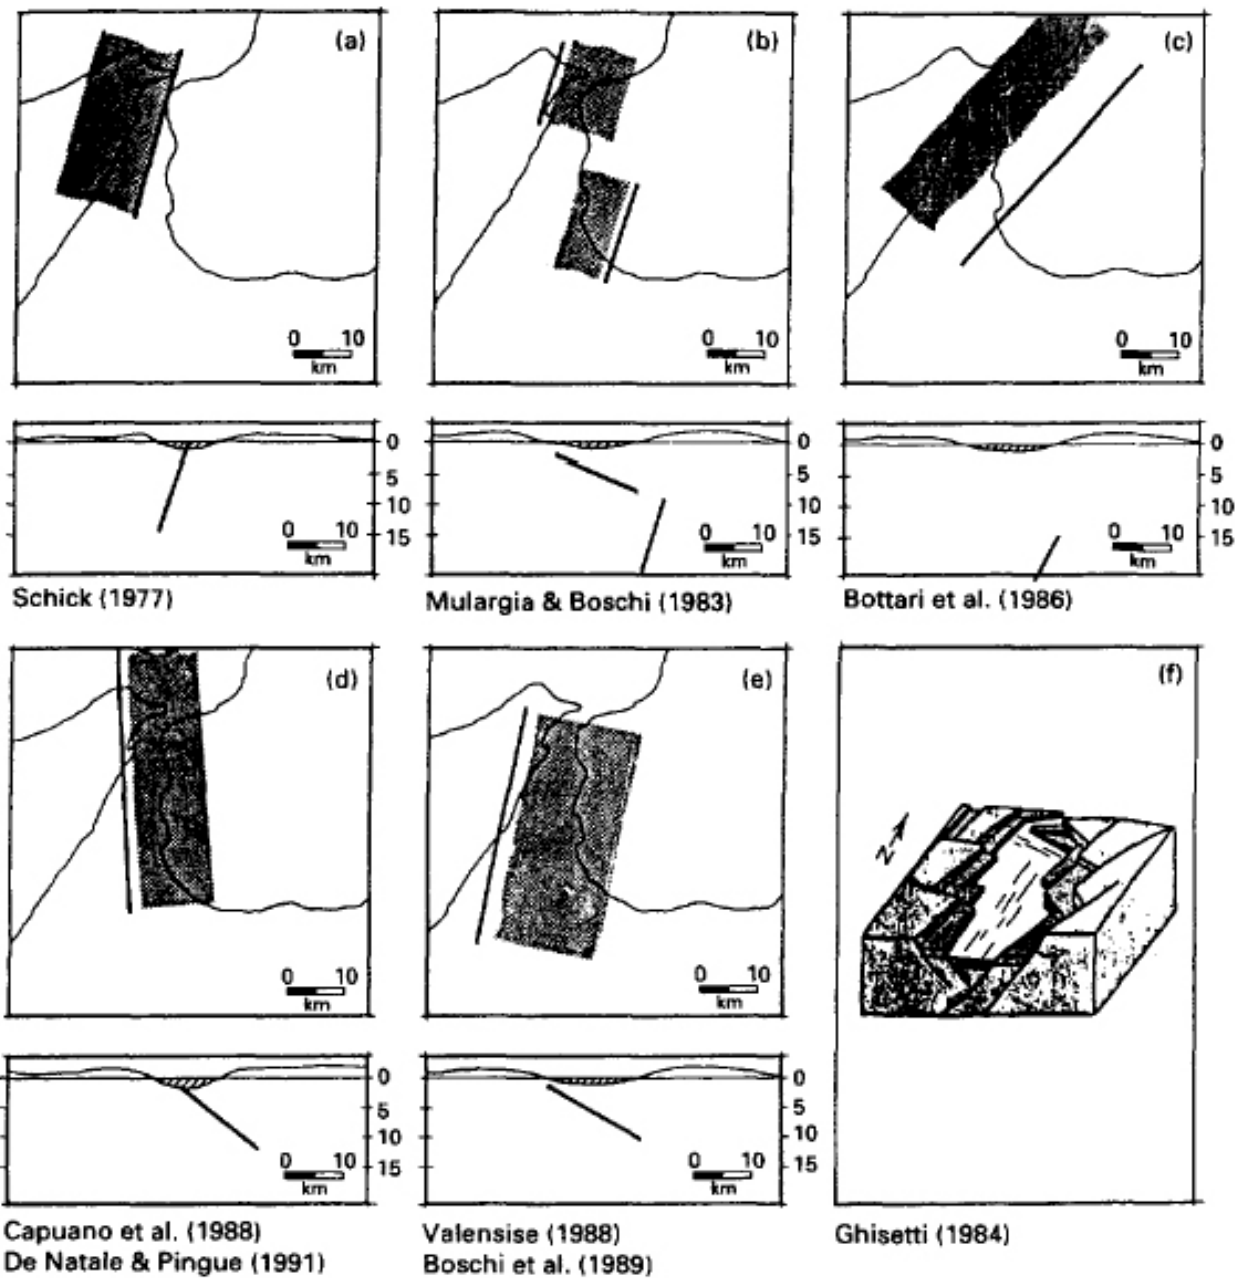 (a)
0 10
km
(b)
0 10
km
(c)
0 10
km
0
5
10
15
0 10
km
Schick (1977)
0
5
10
15
0 10
km
Mulargia & Boschi (1983)
0
5
10
15
0 10
km
Bottari et al. (1986)
(d)
0 10
km
(e)
0 10
km
(f)
N
0
5
10
15
0 10
km
Capuano et al. (1988)
De Natale & Pingue (1991)
0
5
10
15
0 10
km
Valensise (1988)
Boschi et al. (1989)
Ghisetti (1984)